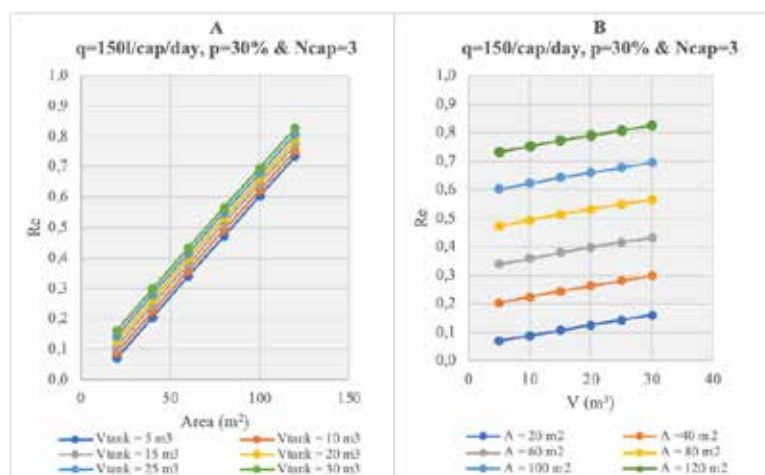 A
q=150l/cap/day, p=30% & Ncap=3
1,0
0,9
0,8
0,7
0,6
0,5
0,4
0,3
0,2
0,1
0,0
Re
0
50
100
150
Area (m²)
Vtank = 5 m3
Vtank = 10 m3
Vtank = 15 m3
Vtank = 20 m3
Vtank = 25 m3
Vtank = 30 m3
B
q=150/cap/day, p=30% & Ncap=3
1,0
0,9
0,8
0,7
0,6
0,5
0,4
0,3
0,2
0,1
0,0
Re
0
10
20
30
40
V (m³)
A = 20 m2
A =40 m2
A = 60 m2
A = 80 m2
A = 100 m2
A = 120 m2